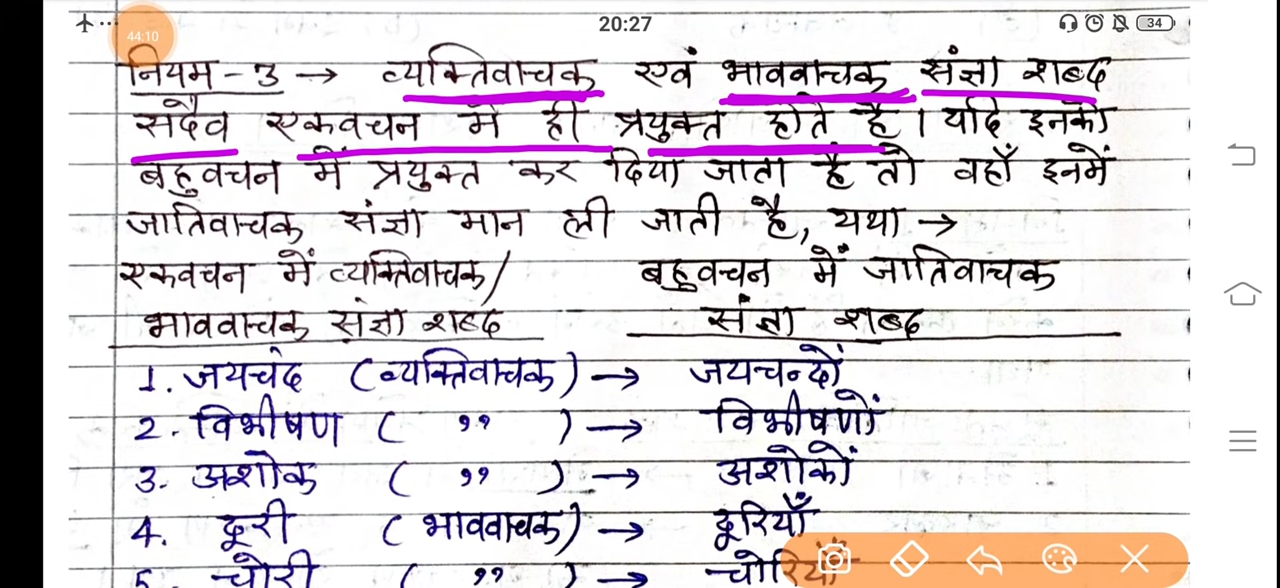 20:27
34
44:10
नियम - 3 → व्यक्तिवाचक एवं भाववाचक संज्ञा शब्द
सदैव एकवचन में ही प्रयुक्त होते है। यदि इनको
बहुवचन में प्रयुक्त कर दिया जाता है तो वहाँ इनमें
जातिवाचक संज्ञा मान ली जाती है, यथा →
एकवचन में व्यक्तिवाचक/ बहुवचन में जातिवाचक
भाववाचक संज्ञा शब्द संज्ञा शब्द
1. जयचंद (व्यक्तिवाचक) → जयचन्दों
2. विभीषण ( ,, ) → विभीषणों
3. अशोक ( ,, ) → अशोकों
4. दूरी (भाववाचक) → दूरियाँ
5. चोरी ( ,, ) → चोरियाँ